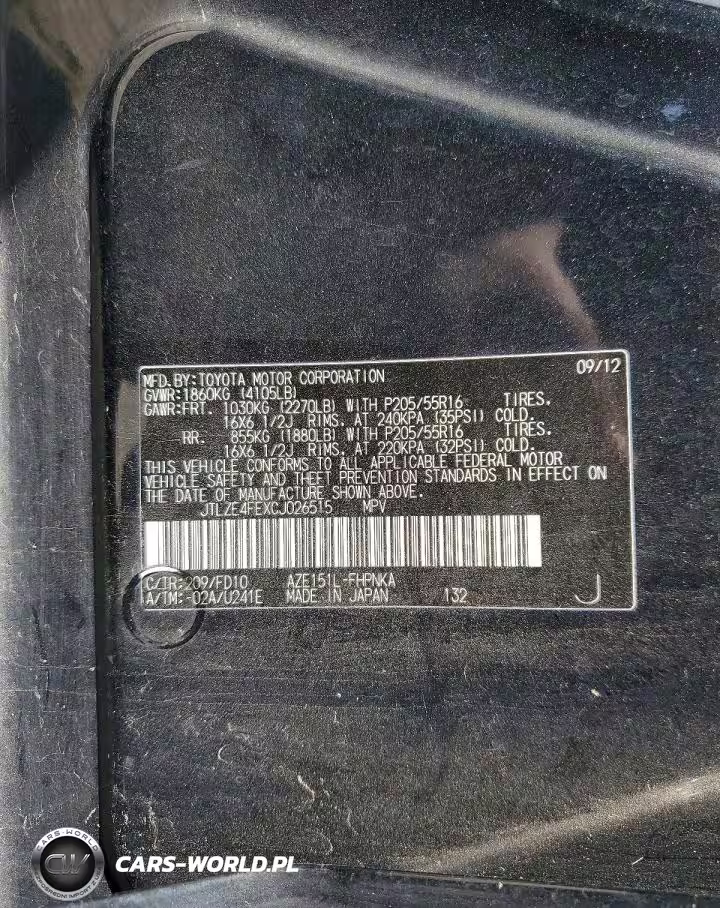 09/12
MFD.BY:TOYOTA MOTOR CORPORATION
GVWR:1860KG (4105LB)
GAWR:FRT. 1030KG (2270LB) WITH P205/55R16 TIRES.
16X6 1/2J RIMS. AT 240KPA (35PSI) COLD.
RR. 855KG (1880LB) WITH P205/55R16 TIRES.
16X6 1/2J RIMS. AT 220KPA (32PSI) COLD.
THIS VEHICLE CONFORMS TO ALL APPLICABLE FEDERAL MOTOR
VEHICLE SAFETY AND THEFT PREVENTION STANDARDS IN EFFECT ON
THE DATE OF MANUFACTURE SHOWN ABOVE.
JTLZE4FEXCJ026515 MPV
C/TR:209/FD10 AZE151L-FHPNKA
A/TM:-02A/U241E MADE IN JAPAN 132 J
CARS-WORLD
CW
CARS-WORLD.PL